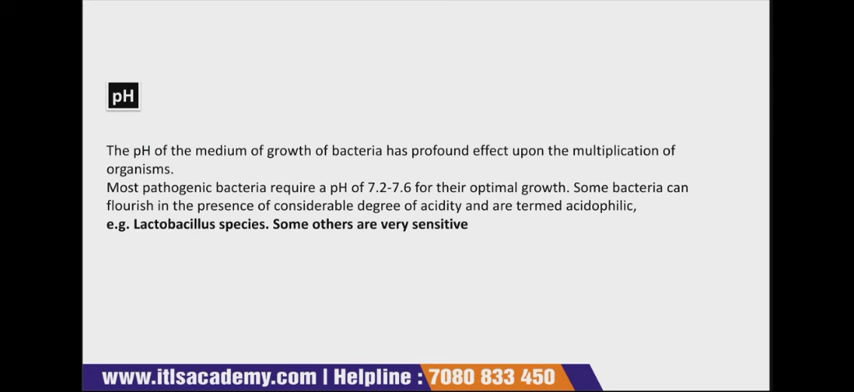 pH
The pH of the medium of growth of bacteria has profound effect upon the multiplication of
organisms.
Most pathogenic bacteria require a pH of 7.2-7.6 for their optimal growth. Some bacteria can
flourish in the presence of considerable degree of acidity and are termed acidophilic,
e.g. Lactobacillus species. Some others are very sensitive
www.itlsacademy.com | Helpline : 7080 833 450